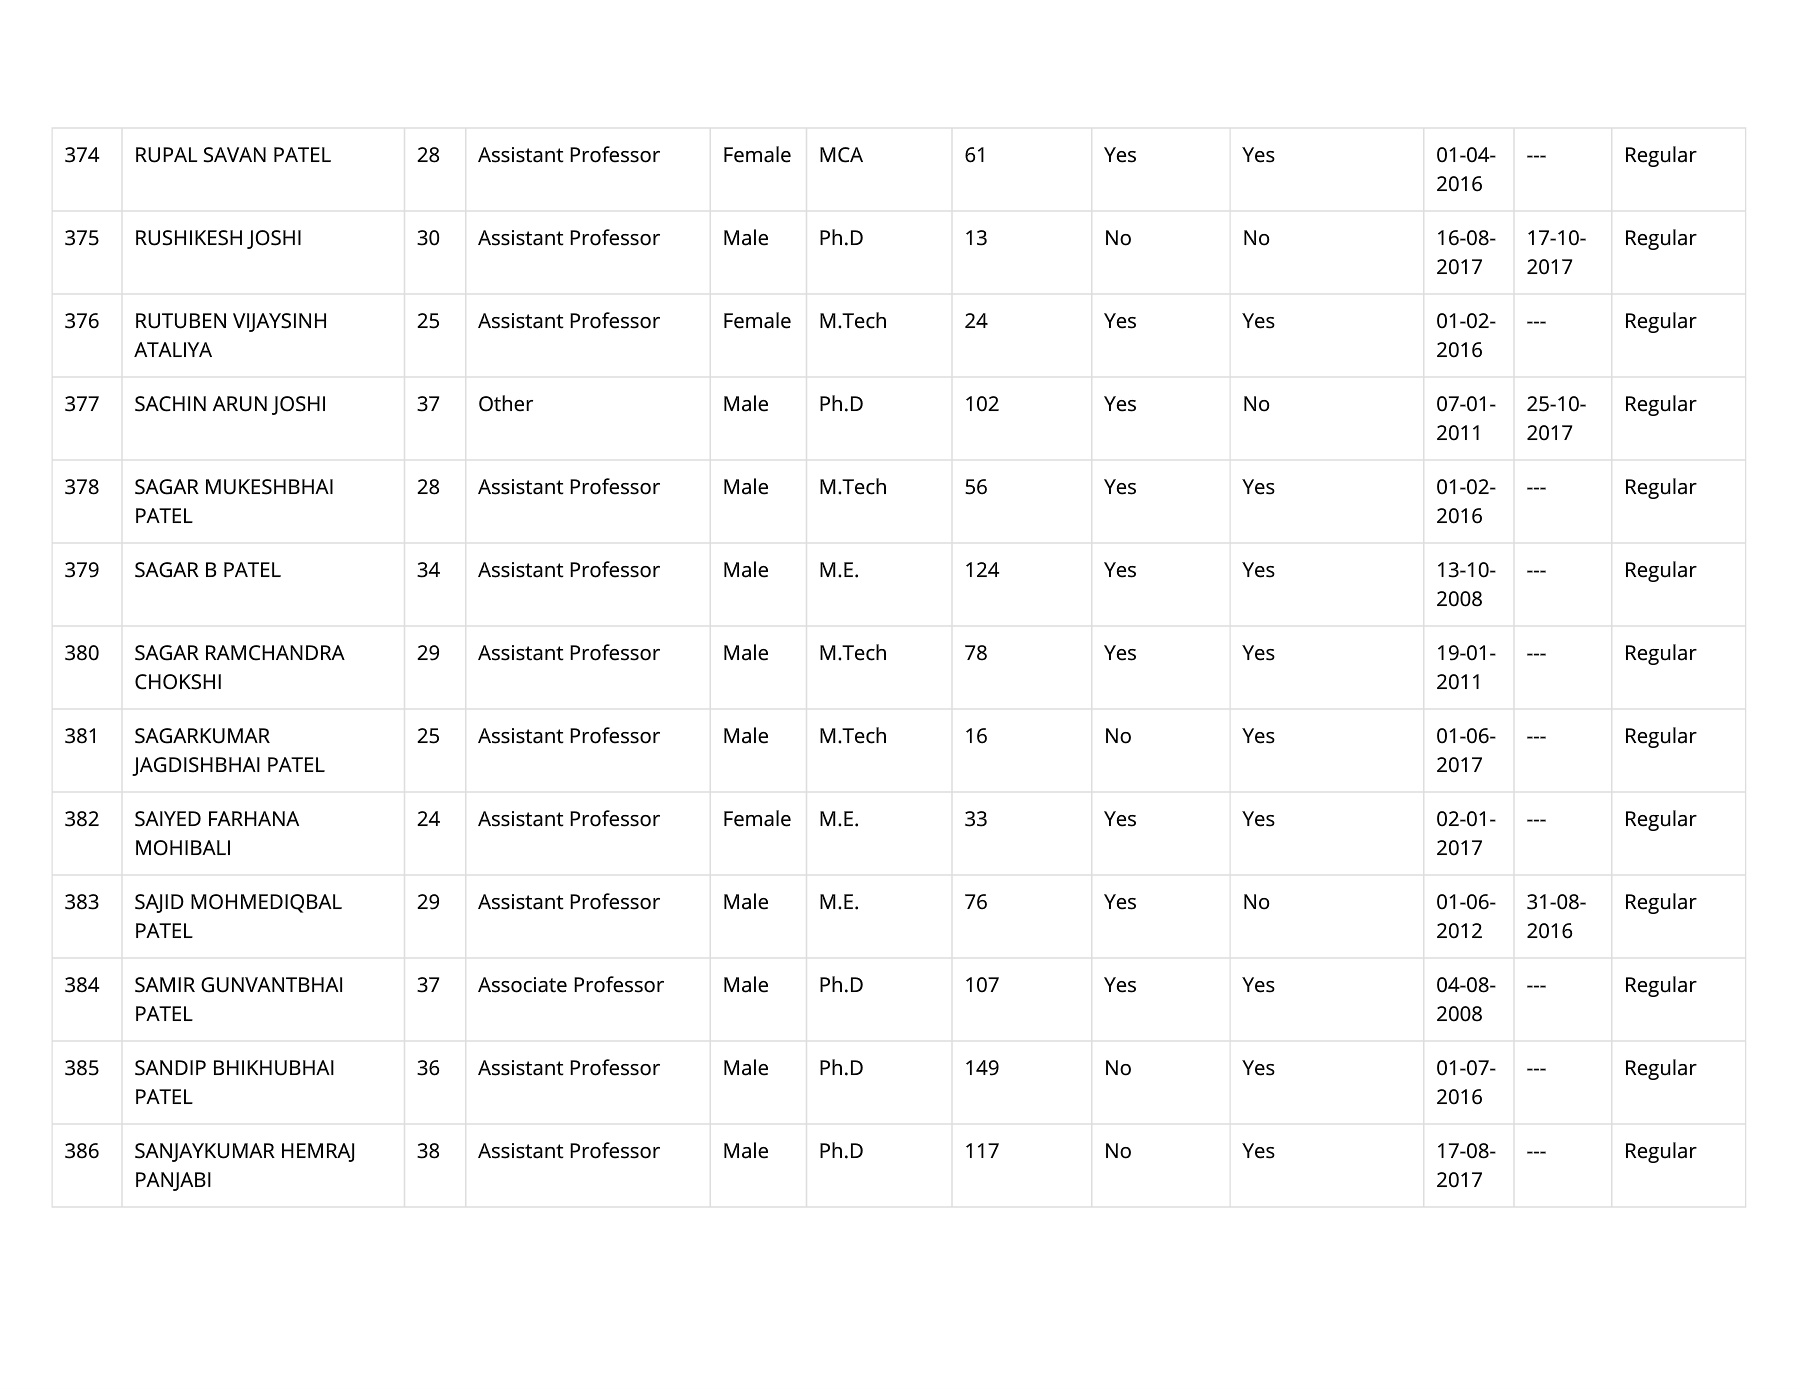 374 RUPAL SAVAN PATEL 28 Assistant Professor Female MCA 61 Yes Yes 01-04- --- Regular
2016
375 RUSHIKESH JOSHI 30 Assistant Professor Male Ph.D 13 No No 16-08- 17-10- Regular
2017 2017
376 RUTUBEN VIJAYSINH 25 Assistant Professor Female M.Tech 24 Yes Yes 01-02- --- Regular
ATALIYA 2016
377 SACHIN ARUN JOSHI 37 Other Male Ph.D 102 Yes No 07-01- 25-10- Regular
2011 2017
378 SAGAR MUKESHBHAI 28 Assistant Professor Male M.Tech 56 Yes Yes 01-02- --- Regular
PATEL 2016
379 SAGAR B PATEL 34 Assistant Professor Male M.E. 124 Yes Yes 13-10- --- Regular
2008
380 SAGAR RAMCHANDRA 29 Assistant Professor Male M.Tech 78 Yes Yes 19-01- --- Regular
CHOKSHI 2011
381 SAGARKUMAR 25 Assistant Professor Male M.Tech 16 No Yes 01-06- --- Regular
JAGDISHBHAI PATEL 2017
382 SAIYED FARHANA 24 Assistant Professor Female M.E. 33 Yes Yes 02-01- --- Regular
MOHIBALI 2017
383 SAJID MOHMEDIQBAL 29 Assistant Professor Male M.E. 76 Yes No 01-06- 31-08- Regular
PATEL 2012 2016
384 SAMIR GUNVANTBHAI 37 Associate Professor Male Ph.D 107 Yes Yes 04-08- --- Regular
PATEL 2008
385 SANDIP BHIKHUBHAI 36 Assistant Professor Male Ph.D 149 No Yes 01-07- --- Regular
PATEL 2016
386 SANJAYKUMAR HEMRAJ 38 Assistant Professor Male Ph.D 117 No Yes 17-08- --- Regular
PANJABI 2017